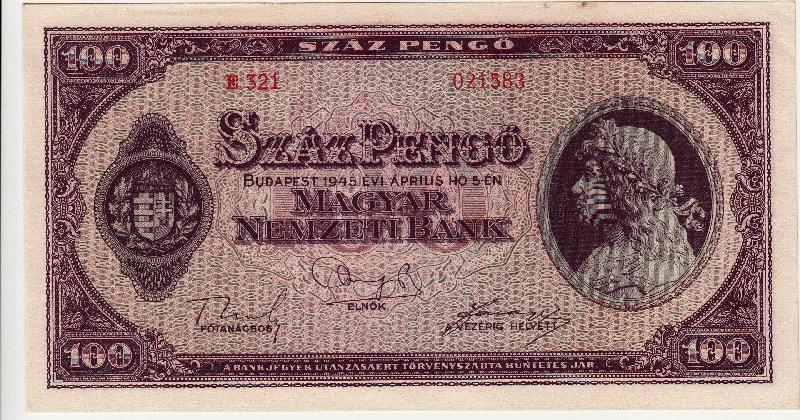 100 SZÁZ PENGŐ 100
E 321 021583
Száz Pengő
BUDAPEST 1945. ÉVI ÁPRILIS HÓ 5-ÉN
MAGYAR
NEMZETI BANK
FŐTANÁCSOS ELNÖK A VEZÉRIG. HELYETT
100 A BANKJEGYEK UTÁNZÁSÁÉRT TÖRVÉNYSZABTA BÜNTETÉS JÁR 100